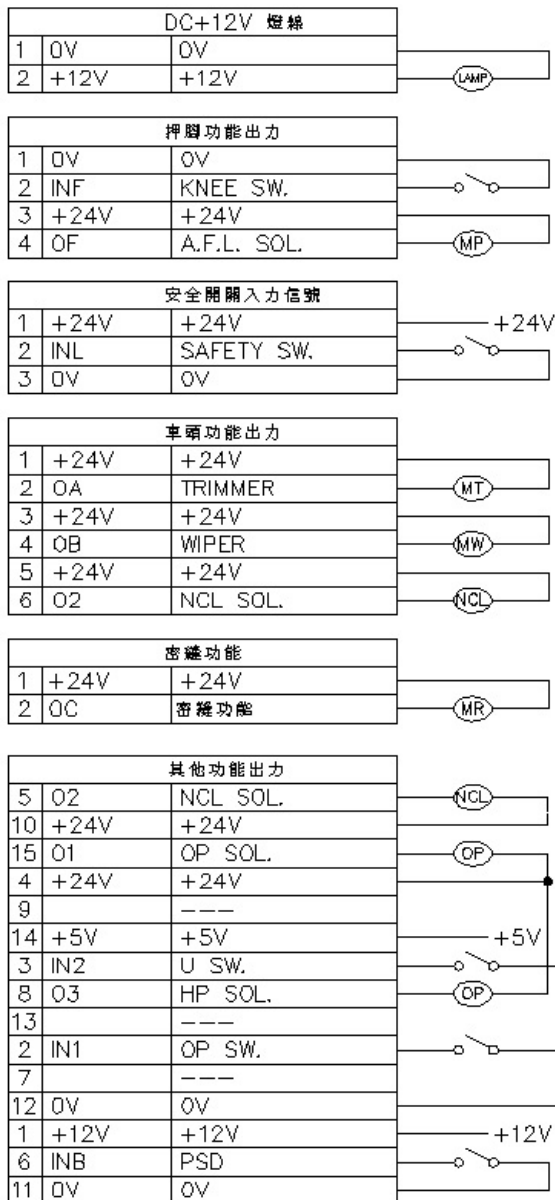 DC+12V 燈線
1 0V 0V
2 +12V +12V LAMP
押腳功能出力
1 0V 0V
2 INF KNEE SW.
3 +24V +24V
4 OF A.F.L. SOL. MP
安全開關入力信號
1 +24V +24V +24V
2 INL SAFETY SW.
3 0V 0V
車頭功能出力
1 +24V +24V
2 OA TRIMMER MT
3 +24V +24V
4 OB WIPER MW
5 +24V +24V
6 O2 NCL SOL. NCL
密縫功能
1 +24V +24V
2 OC 密縫功能 MR
其他功能出力
5 O2 NCL SOL. NCL
10 +24V +24V
15 O1 OP SOL. OP
4 +24V +24V
9 ---
14 +5V +5V +5V
3 IN2 U SW.
8 O3 HP SOL. OP
13 ---
2 IN1 OP SW.
7 ---
12 0V 0V
1 +12V +12V +12V
6 INB PSD
11 0V 0V